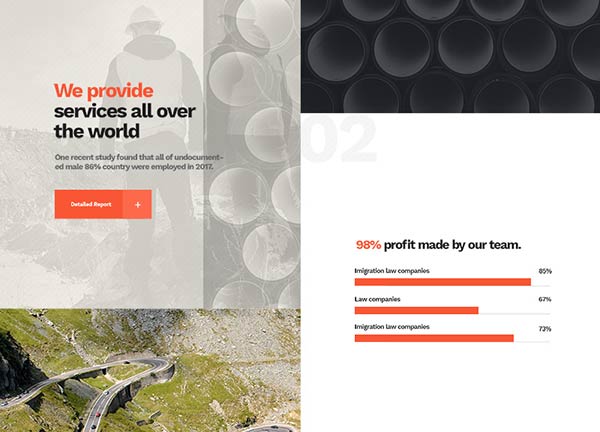 We provide
services all over
the world
One recent study found that all of undocument-
ed male 86% country were employed in 2017.
Detailed Report +
02
98% profit made by our team.
Imigration law companies 85%
Law companies 67%
Imigration law companies 73%